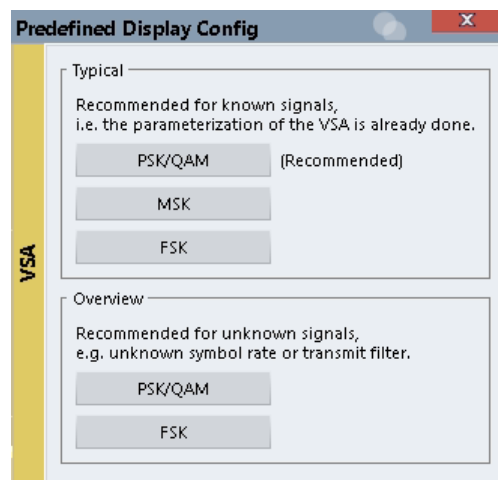 Predefined Display Config
x
VSA
Typical
Recommended for known signals,
i.e. the parameterization of the VSA is already done.
PSK/QAM (Recommended)
MSK
FSK
Overview
Recommended for unknown signals,
e.g. unknown symbol rate or transmit filter.
PSK/QAM
FSK